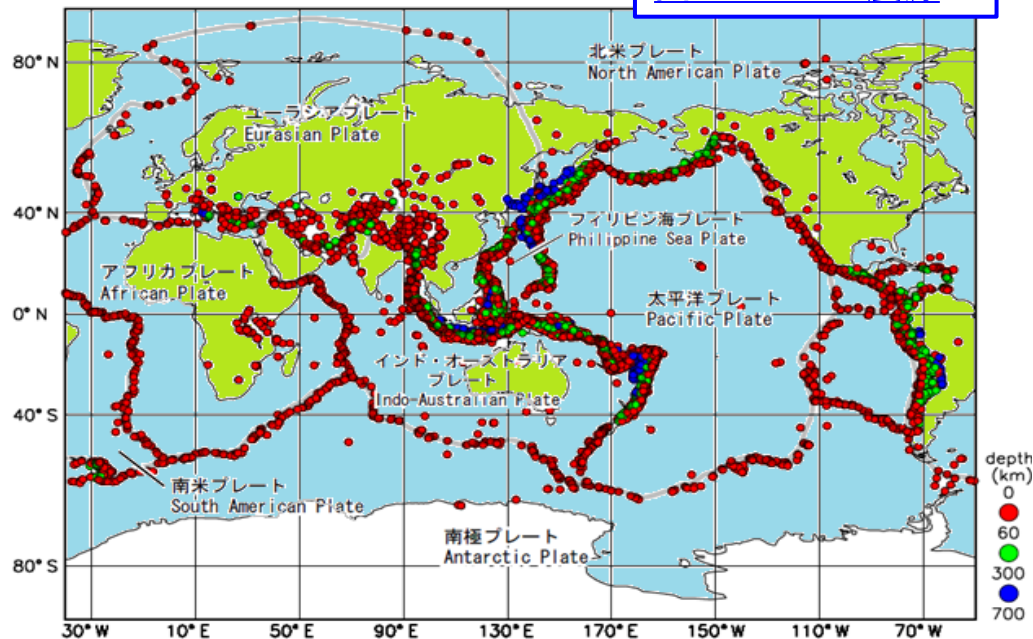 80° N
40° N
0° N
40° S
80° S
北米プレート
North American Plate
ユーラシアプレート
Eurasian Plate
フィリピン海プレート
Philippine Sea Plate
アフリカプレート
African Plate
太平洋プレート
Pacific Plate
インド・オーストラリア
プレート
Indo-Australian Plate
南米プレート
South American Plate
南極プレート
Antarctic Plate
depth
(km)
0
60
300
700
30° W
10° E
50° E
90° E
130° E
170° E
150° W
110° W
70° W